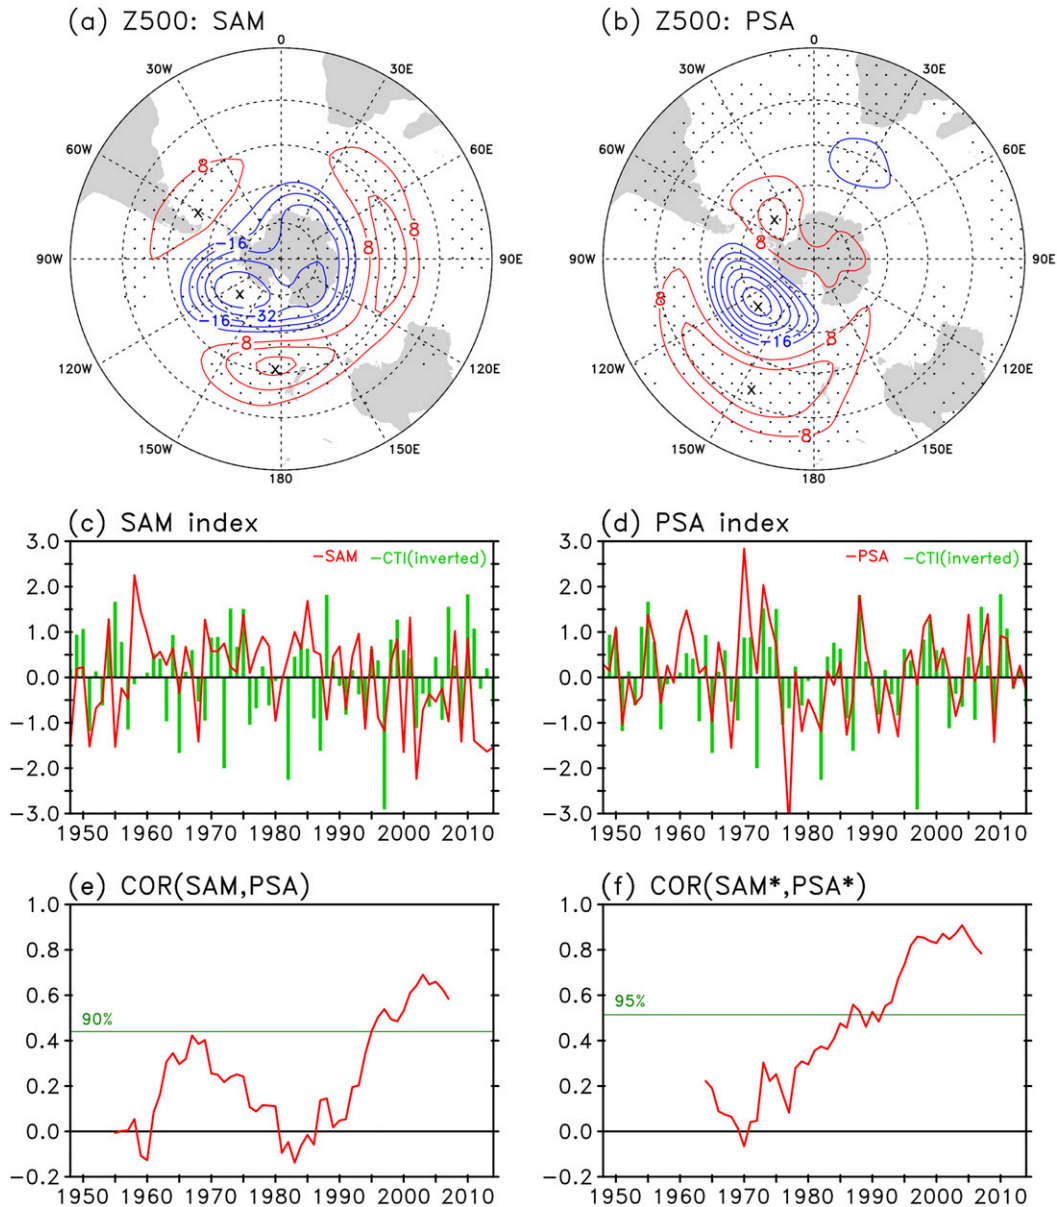 (a) Z500: SAM
0
30W
30E
60W
60E
90W
90E
120W
120E
150W
150E
180
8
-16
8
8
-16
-32
8
(b) Z500: PSA
0
30W
30E
60W
60E
90W
90E
120W
120E
150W
150E
180
8
8
8
-16
8
(c) SAM index
-SAM
-CTI(inverted)
3.0
2.0
1.0
0.0
-1.0
-2.0
-3.0
1950 1960 1970 1980 1990 2000 2010
(d) PSA index
-PSA
-CTI(inverted)
3.0
2.0
1.0
0.0
-1.0
-2.0
-3.0
1950 1960 1970 1980 1990 2000 2010
(e) COR(SAM,PSA)
1.0
0.8
0.6
90%
0.4
0.2
0.0
-0.2
1950 1960 1970 1980 1990 2000 2010
(f) COR(SAM*,PSA*)
1.0
0.8
0.6
95%
0.4
0.2
0.0
-0.2
1950 1960 1970 1980 1990 2000 2010